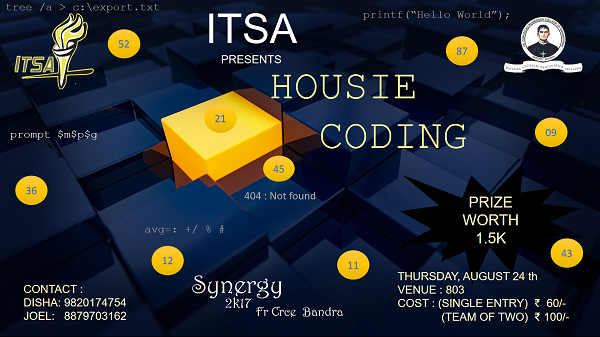 tree /a > c:\export.txt
ITSA
PRESENTS
printf("Hello World");
ITSA
52
87
HOUSIE
CODING
21
prompt $m$p$g
09
45
36
404 : Not found
PRIZE
WORTH
1.5K
avg=: +/ % #
12
11
43
CONTACT :
DISHA: 9820174754
JOEL: 8879703162
Synergy
2k17
Fr Crce Bandra
THURSDAY, AUGUST 24 th
VENUE : 803
COST : (SINGLE ENTRY) ₹ 60/-
(TEAM OF TWO) ₹ 100/-